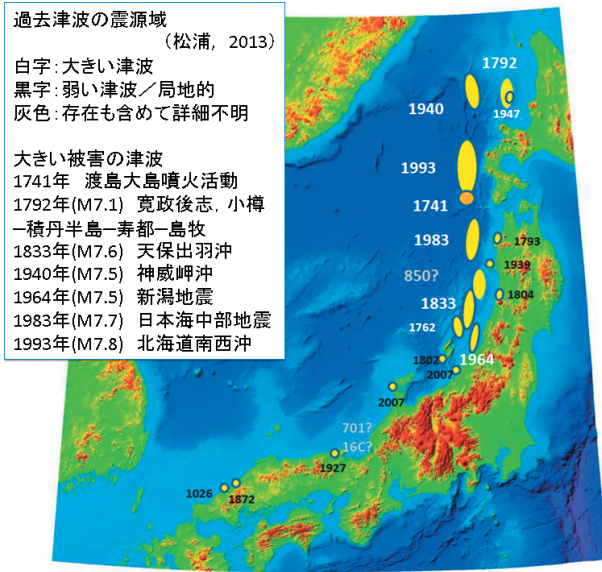 過去津波の震源域
(松浦, 2013)
白字:大きい津波
黒字:弱い津波/局地的
灰色:存在も含めて詳細不明
大きい被害の津波
1741年 渡島大島噴火活動
1792年(M7.1) 寛政後志, 小樽
—積丹半島—寿都—島牧
1833年(M7.6) 天保出羽沖
1940年(M7.5) 神威岬沖
1964年(M7.5) 新潟地震
1983年(M7.7) 日本海中部地震
1993年(M7.8) 北海道南西沖
1792
1940
1947
1993
1741
1983
1793
1939
850?
1804
1833
1762
1964
1802
2007
2007
701?
16C?
1927
1026
1872